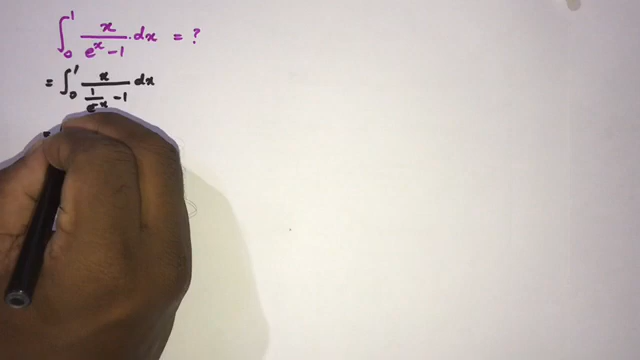 ∫₀¹ x/(eˣ - 1) · dx = ?
= ∫₀¹ x/(1/e⁻ˣ - 1) dx